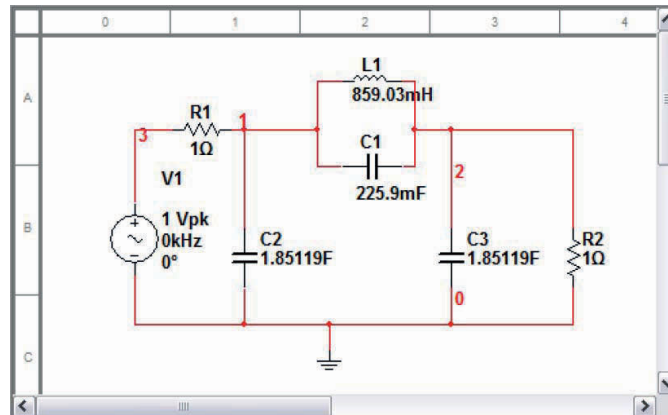 0 1 2 3 4
A
B
C
L1
859.03mH
R1
1Ω
3
1
C1
225.9mF
V1
1 Vpk
0kHz
0°
C2
1.85119F
2
C3
1.85119F
0
R2
1Ω